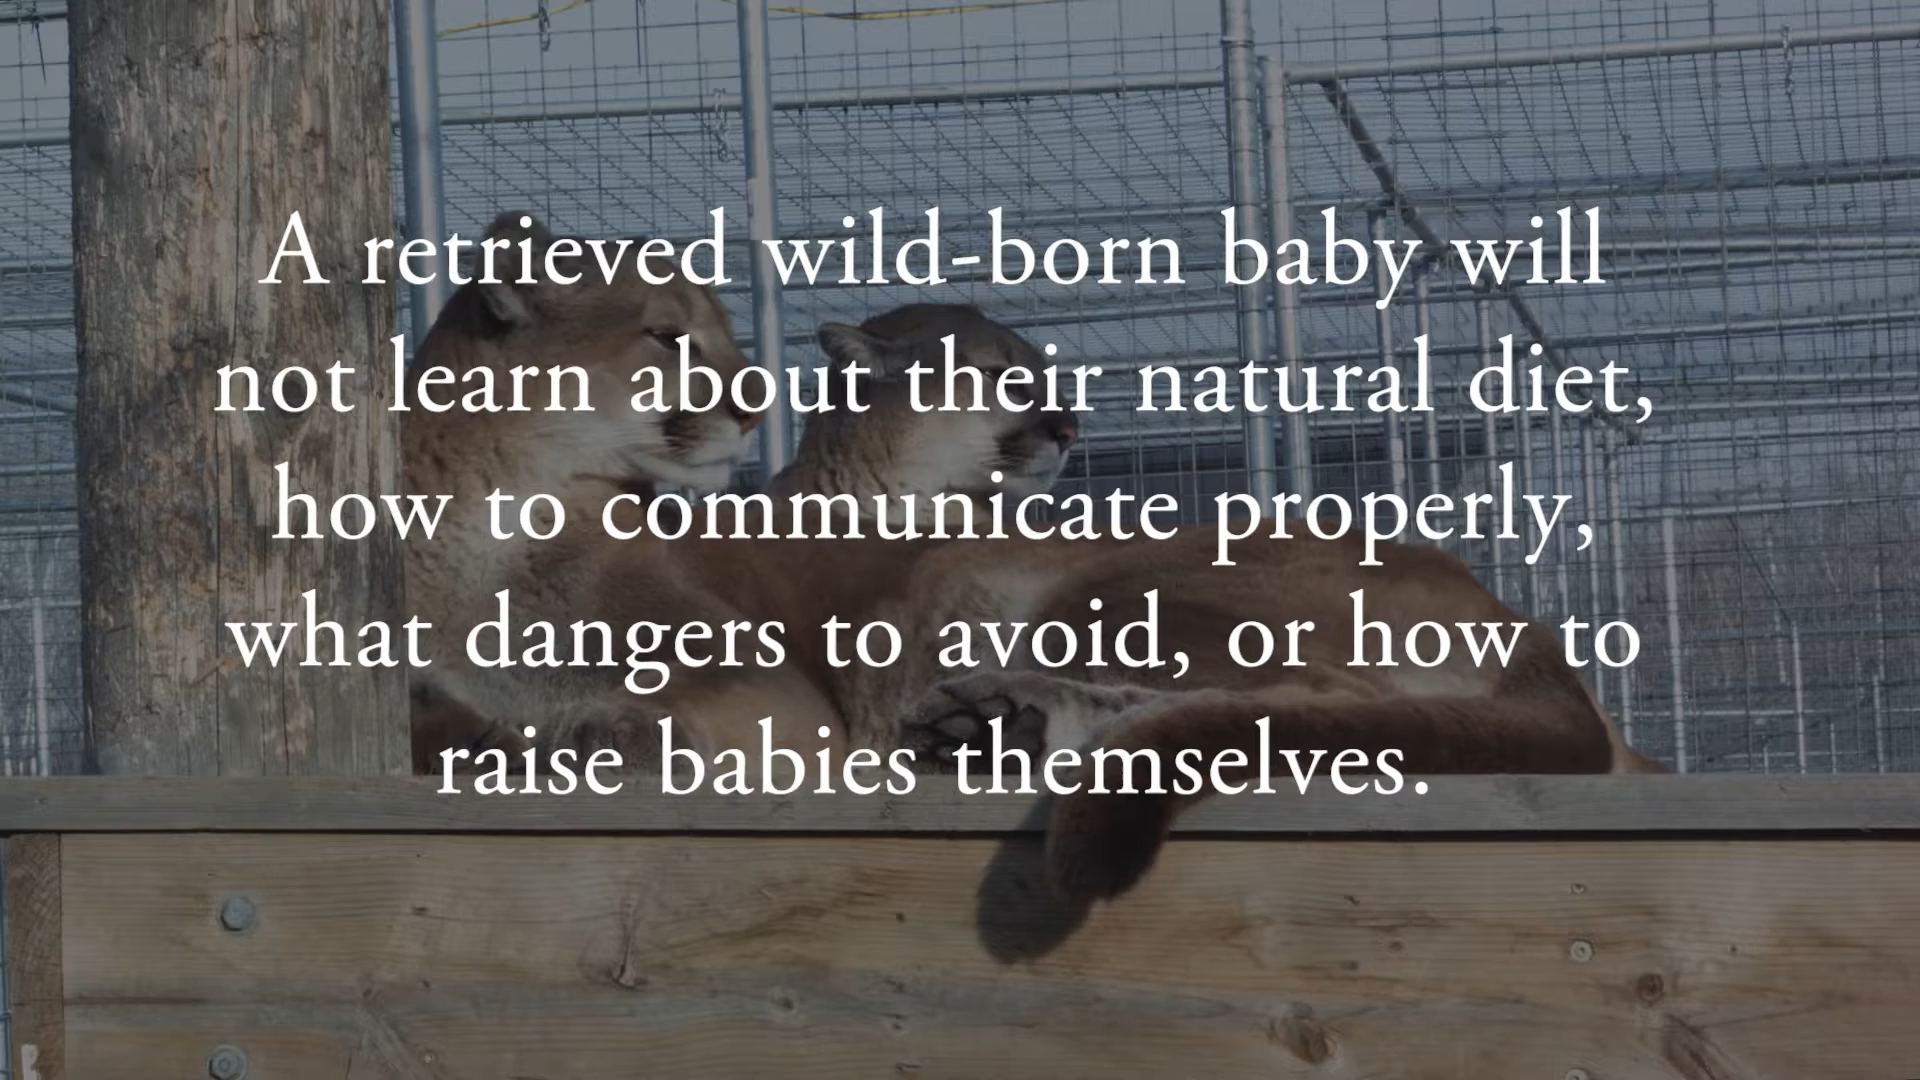 A retrieved wild-born baby will
not learn about their natural diet,
how to communicate properly,
what dangers to avoid, or how to
raise babies themselves.